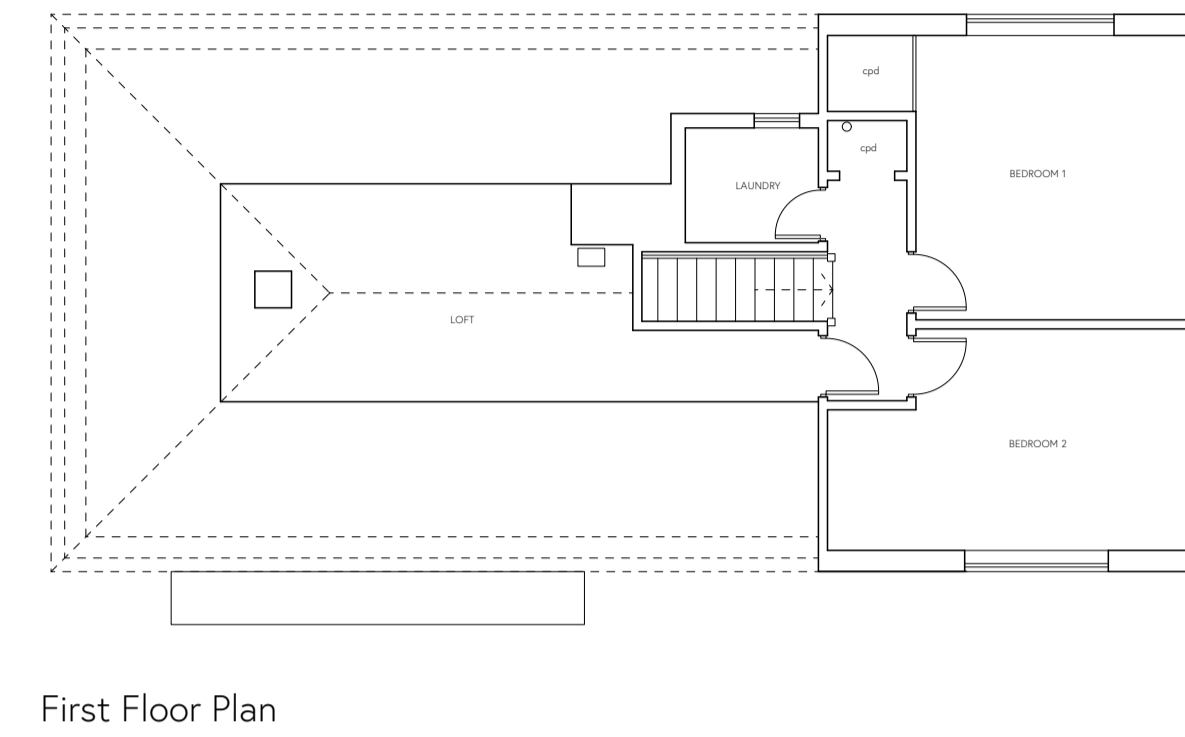 cpd
cpd
BEDROOM 1
LAUNDRY
LOFT
BEDROOM 2
First Floor Plan